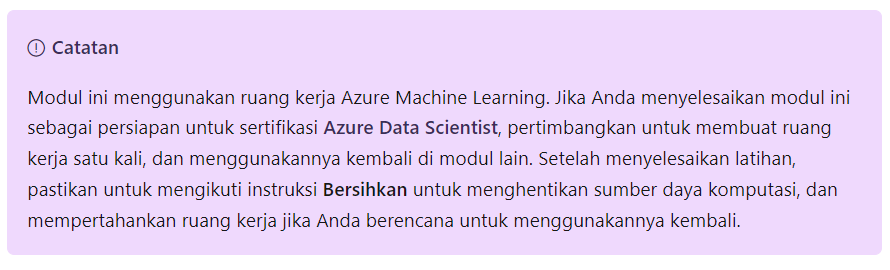 Catatan
Modul ini menggunakan ruang kerja Azure Machine Learning. Jika Anda menyelesaikan modul ini
sebagai persiapan untuk sertifikasi Azure Data Scientist, pertimbangkan untuk membuat ruang
kerja satu kali, dan menggunakannya kembali di modul lain. Setelah menyelesaikan latihan,
pastikan untuk mengikuti instruksi Bersihkan untuk menghentikan sumber daya komputasi, dan
mempertahankan ruang kerja jika Anda berencana untuk menggunakannya kembali.